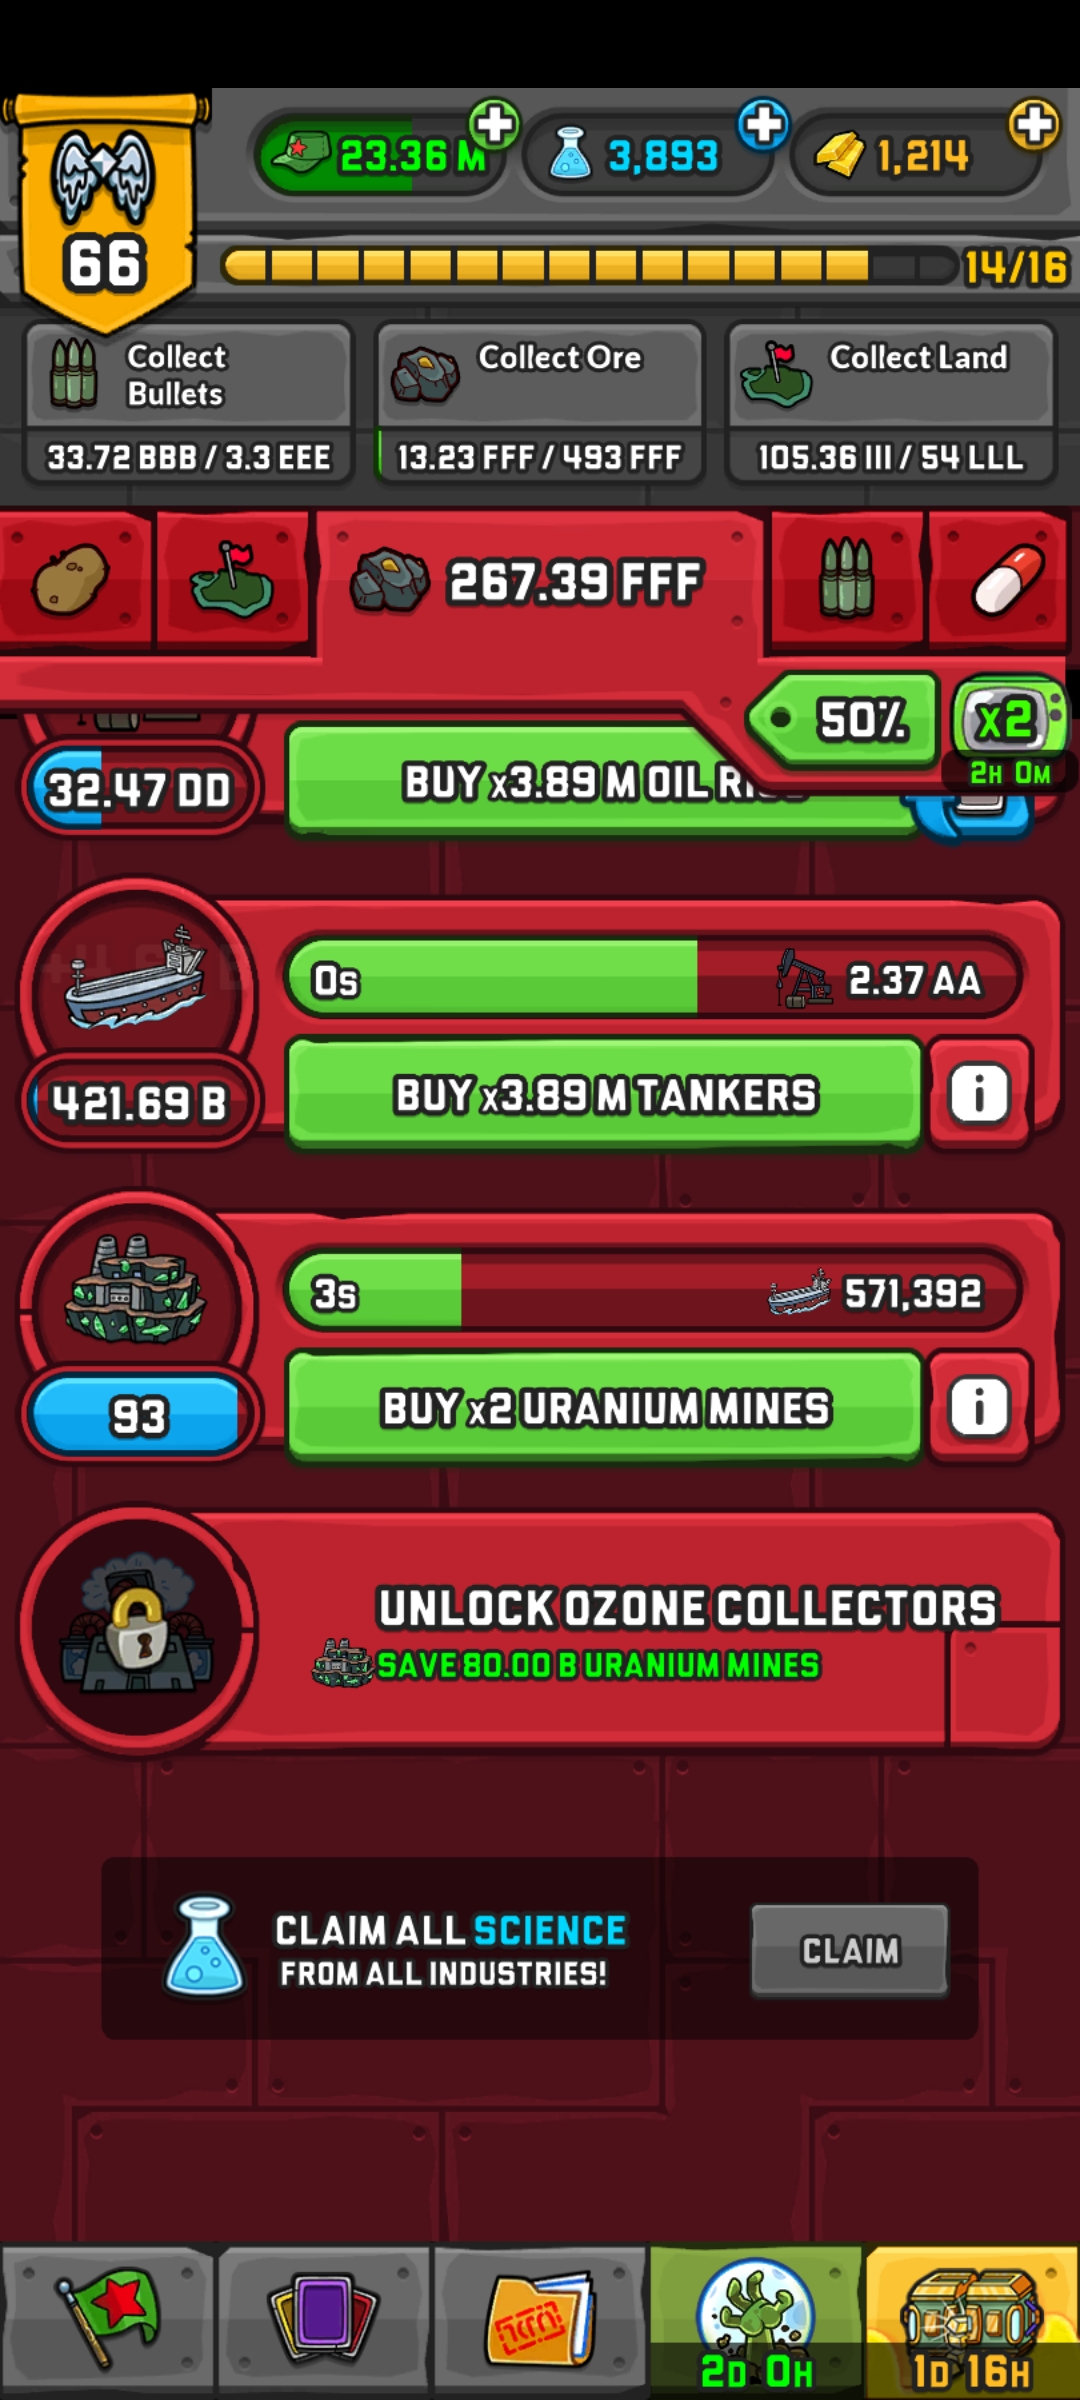 66
23.36 M
3,893
1,214
14/16
Collect
Bullets
33.72 BBB / 3.3 EEE
Collect Ore
13.23 FFF / 493 FFF
Collect Land
105.36 III / 54 LLL
267.39 FFF
50%
x2
2H 0M
32.47 DD
BUY x3.89 M OIL
0s
2.37 AA
421.69 B
BUY x3.89 M TANKERS
i
3s
571,392
93
BUY x2 URANIUM MINES
i
UNLOCK OZONE COLLECTORS
SAVE 80.00 B URANIUM MINES
CLAIM ALL SCIENCE
FROM ALL INDUSTRIES!
CLAIM
2D 0H
1D 16H